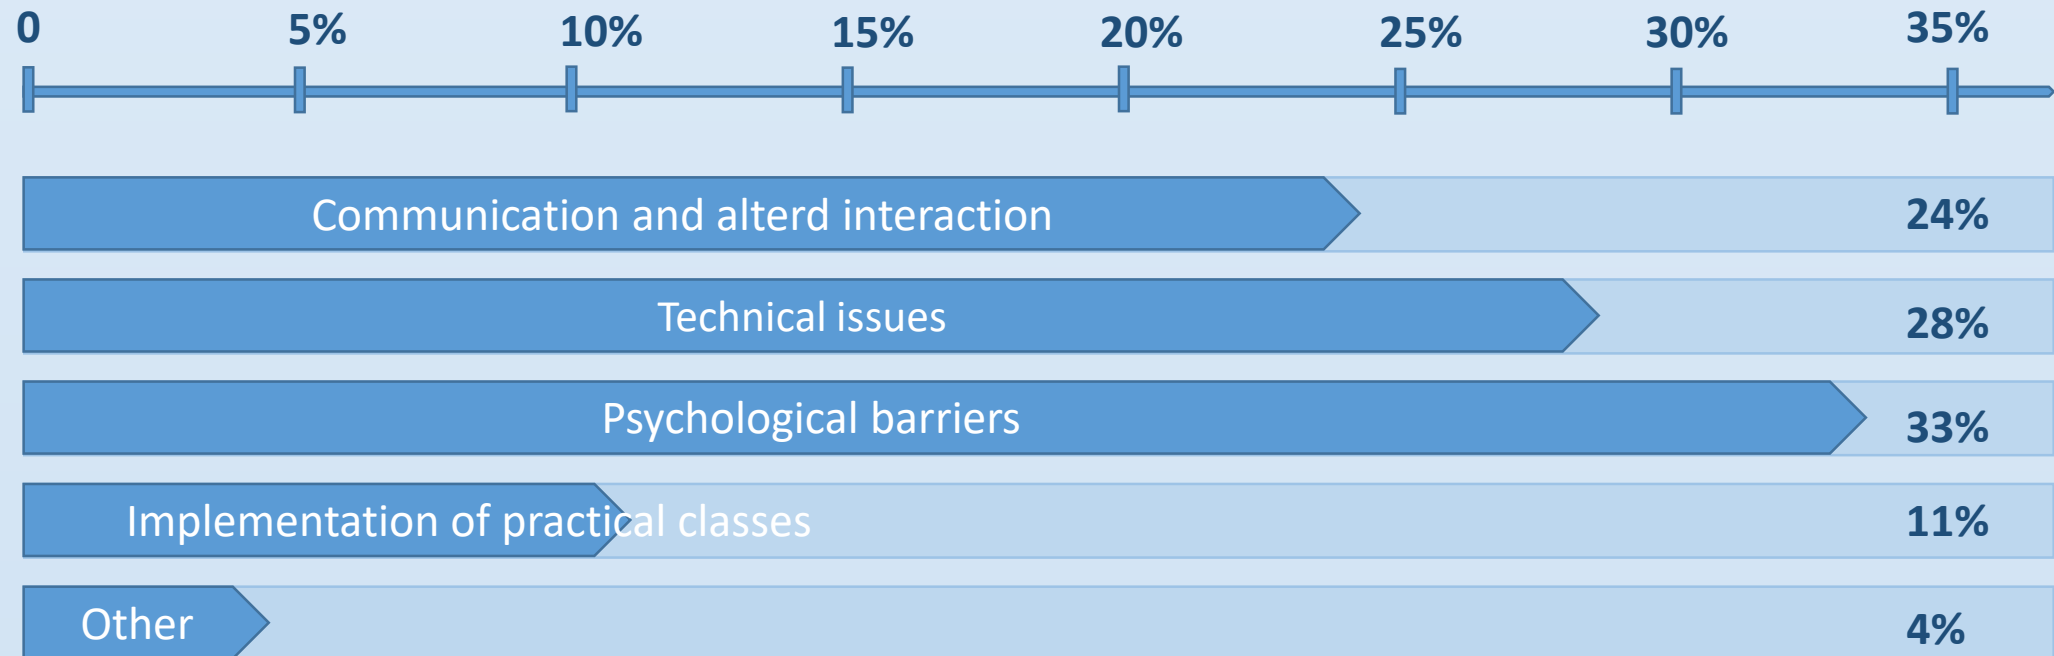 0 5% 10% 15% 20% 25% 30% 35%
Communication and alterd interaction 24%
Technical issues 28%
Psychological barriers 33%
Implementation of practical classes 11%
Other 4%